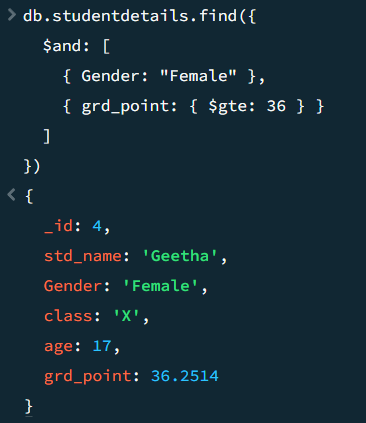 > db.studentdetails.find({
$and: [
{ Gender: "Female" },
{ grd_point: { $gte: 36 } }
]
})
< {
_id: 4,
std_name: 'Geetha',
Gender: 'Female',
class: 'X',
age: 17,
grd_point: 36.2514
}